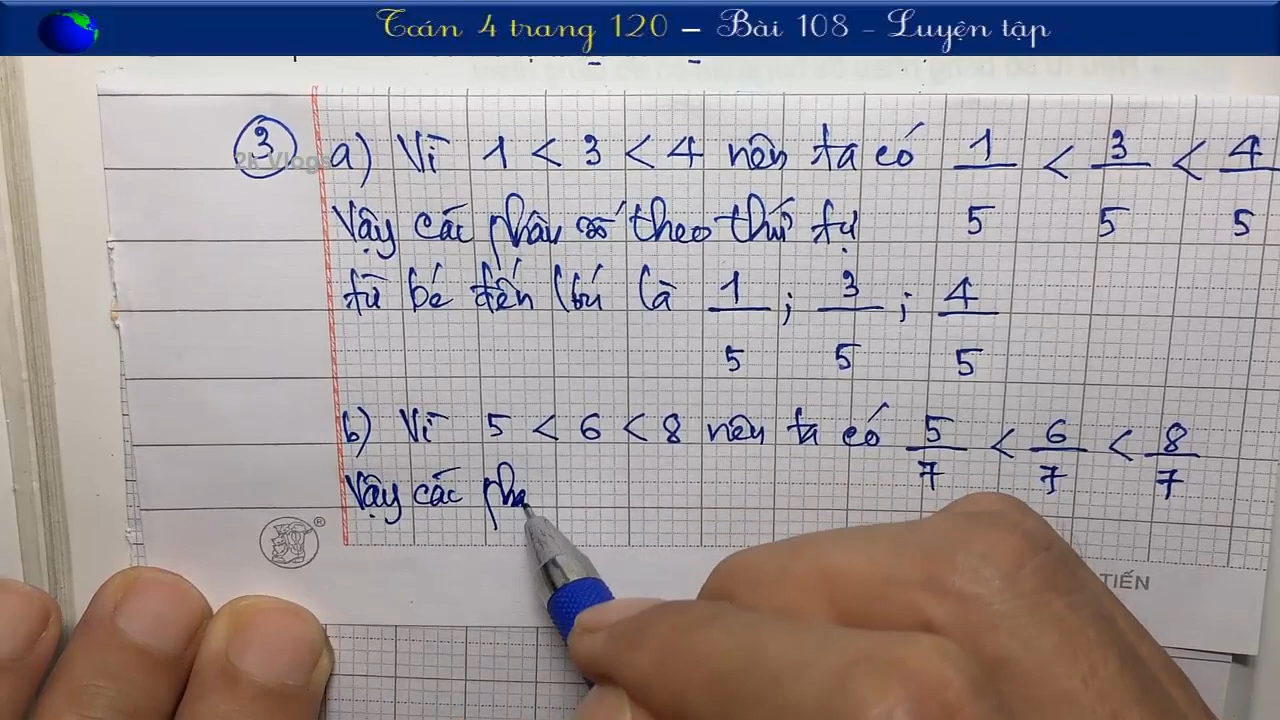 Toán 4 trang 120 – Bài 108 – Luyện tập
3 a) Vì 1 < 3 < 4 nên ta có 1/5 < 3/5 < 4/5
Vậy các phân số theo thứ tự
từ bé đến lớn là 1/5 ; 3/5 ; 4/5
b) Vì 5 < 6 < 8 nên ta có 5/7 < 6/7 < 8/7
Vậy các pha
TIẾN